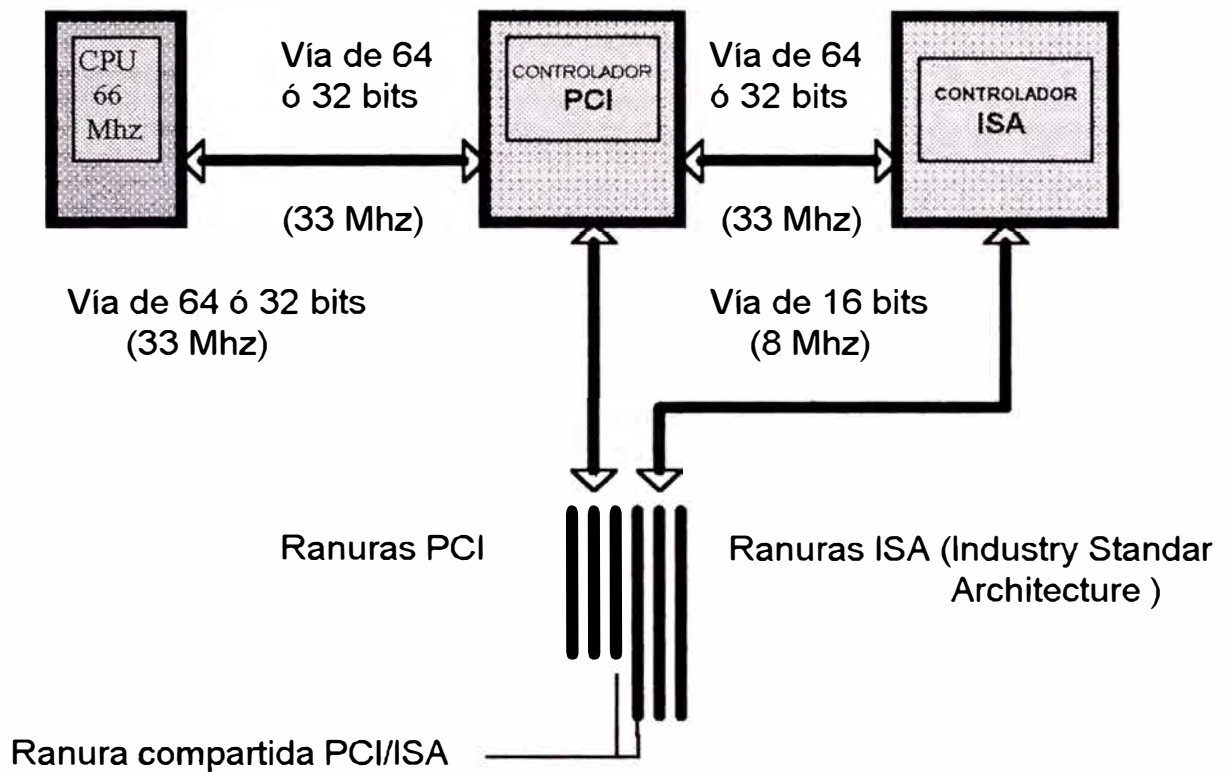 CPU
66
Mhz
Vía de 64
ó 32 bits
(33 Mhz)
CONTROLADOR
PCI
Vía de 64
ó 32 bits
(33 Mhz)
CONTROLADOR
ISA
Vía de 64 ó 32 bits
(33 Mhz)
Vía de 16 bits
(8 Mhz)
Ranuras PCI
Ranuras ISA (Industry Standar
Architecture )
Ranura compartida PCI/ISA